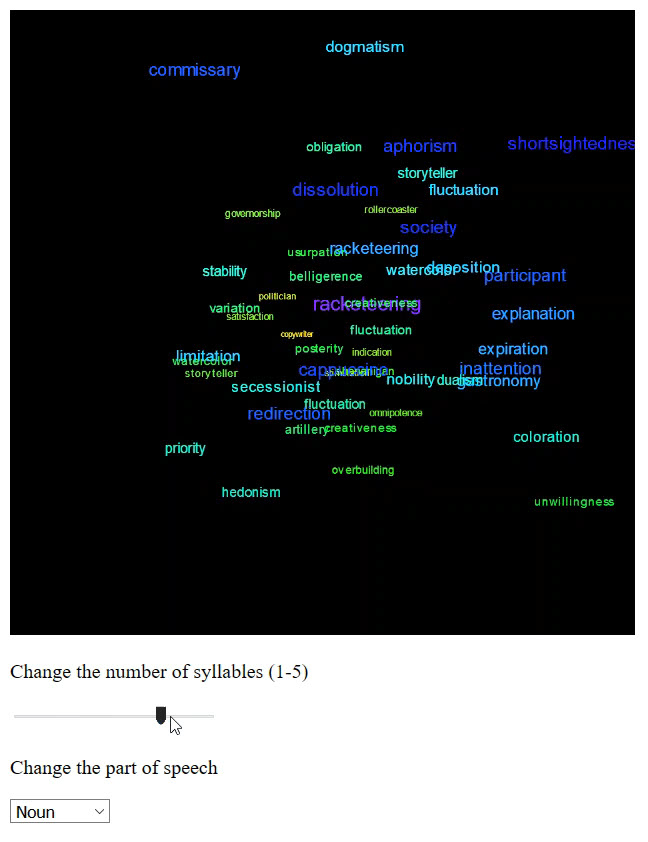 dogmatism
commissary
obligation aphorism shortsightednes
storyteller
dissolution fluctuation
governorship rollercoaster
society
usurpation racketeering
stability watercolor deposition
belligerence participant
politician
variation racketeering creativeness
satisfaction explanation
copywriter fluctuation
posterity indication expiration
limitation
watercolor
storyteller cappuccino inattention
secessionist nobility dualism gastronomy
fluctuation
redirection omnipotence
artillery creativeness
coloration
priority
overbuilding
hedonism
unwillingness
Change the number of syllables (1-5)
Change the part of speech
Noun